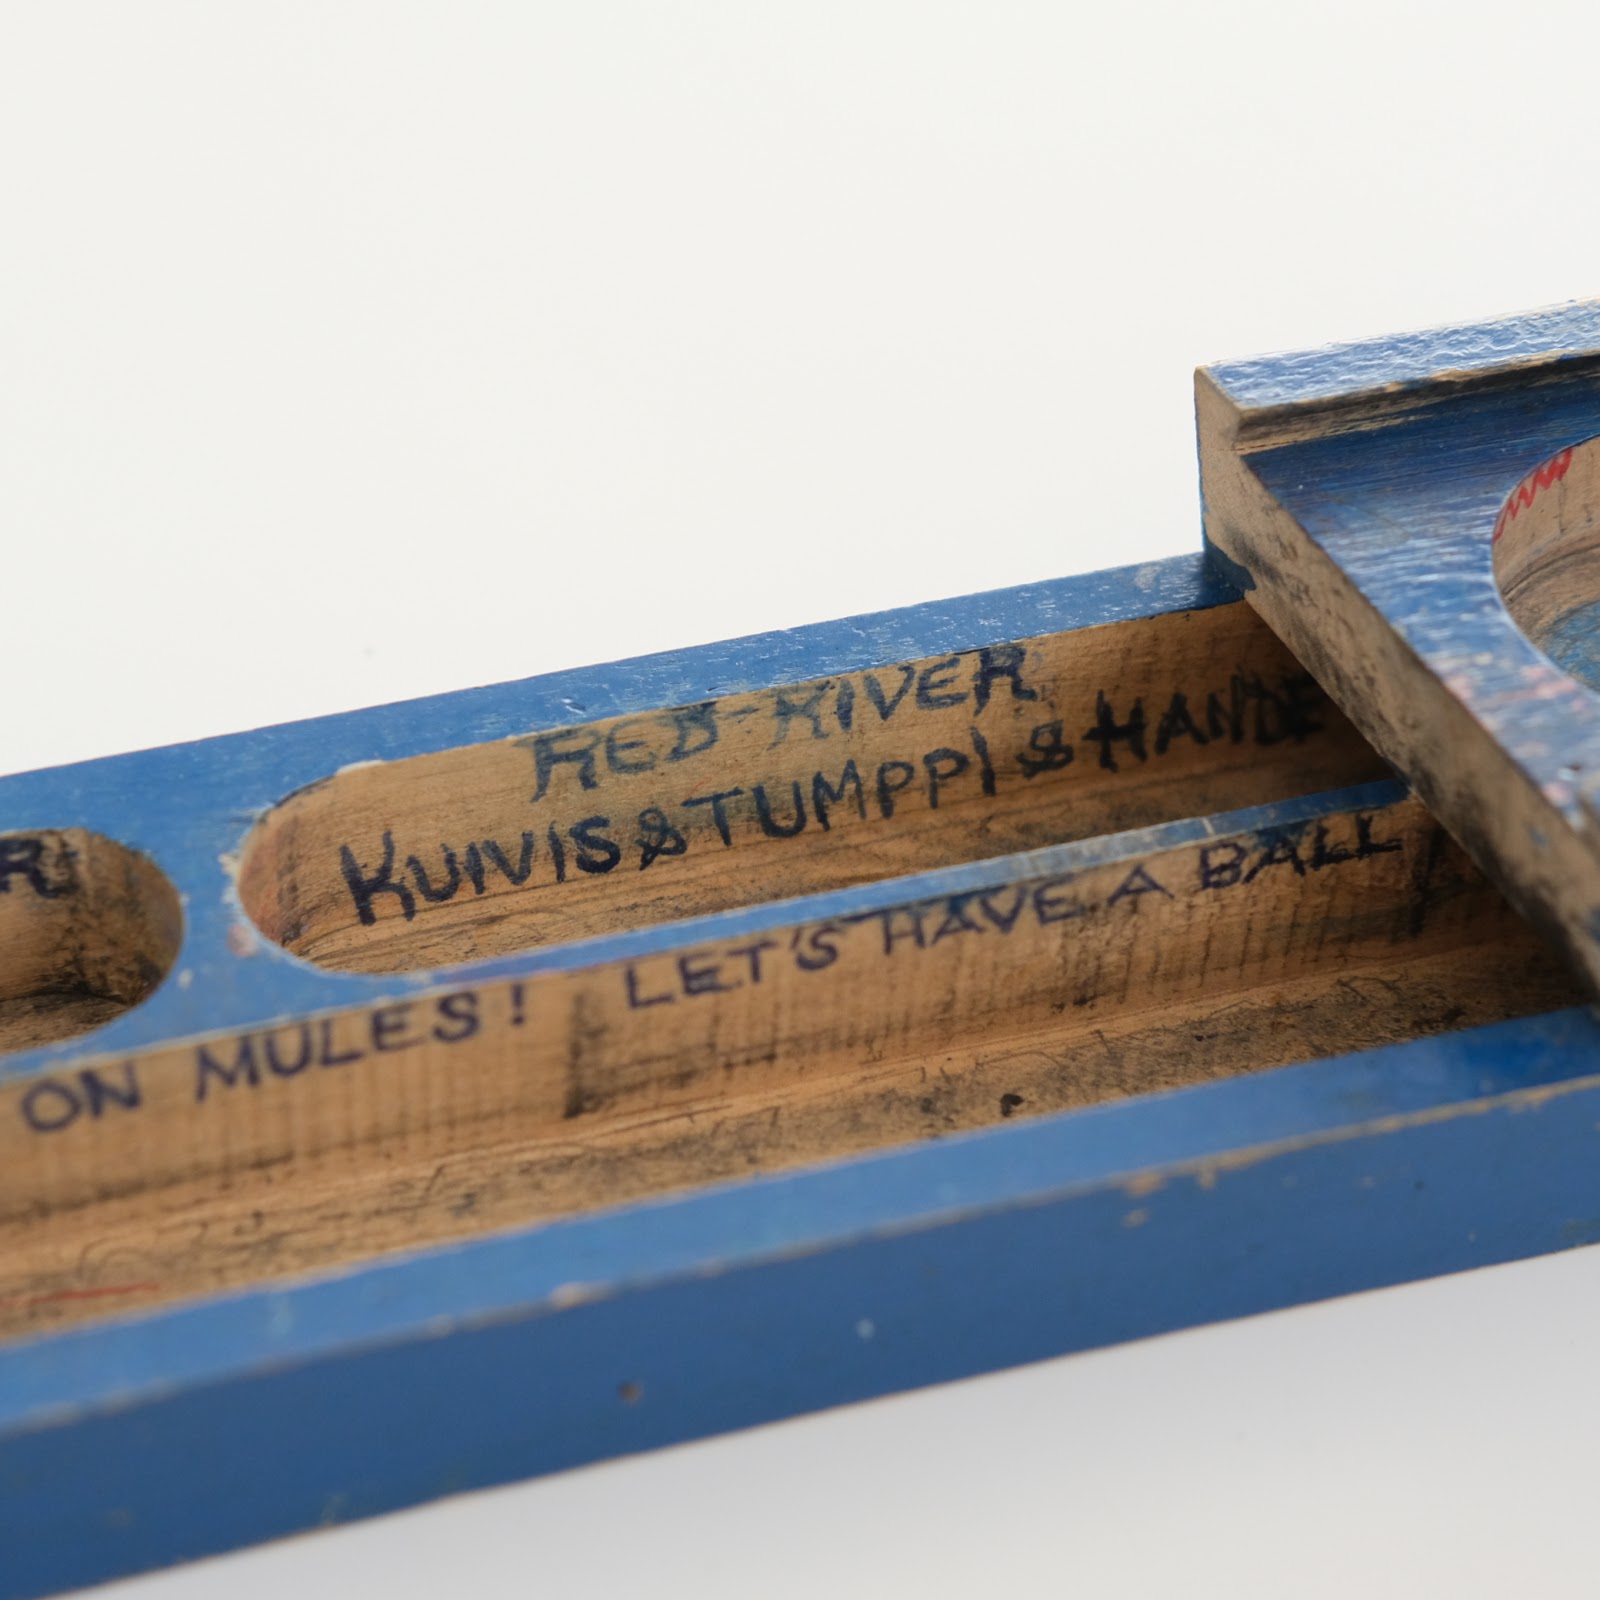 RED-RIVER
KUIVIS & TUMPPI & HANDE
ON MULES! LET'S HAVE A BALL